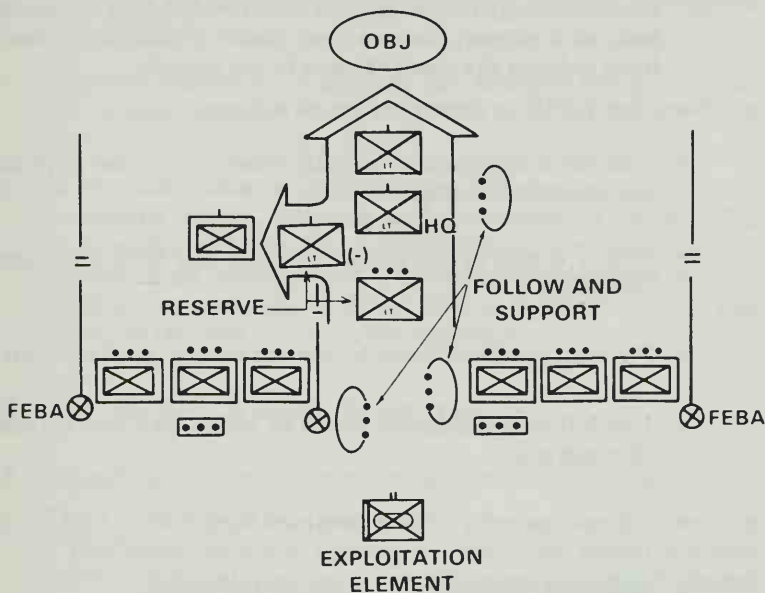 OBJ
LT
LT
HQ
LT
(-)
LT
RESERVE
FOLLOW AND
SUPPORT
FEBA
FEBA
EXPLOITATION
ELEMENT